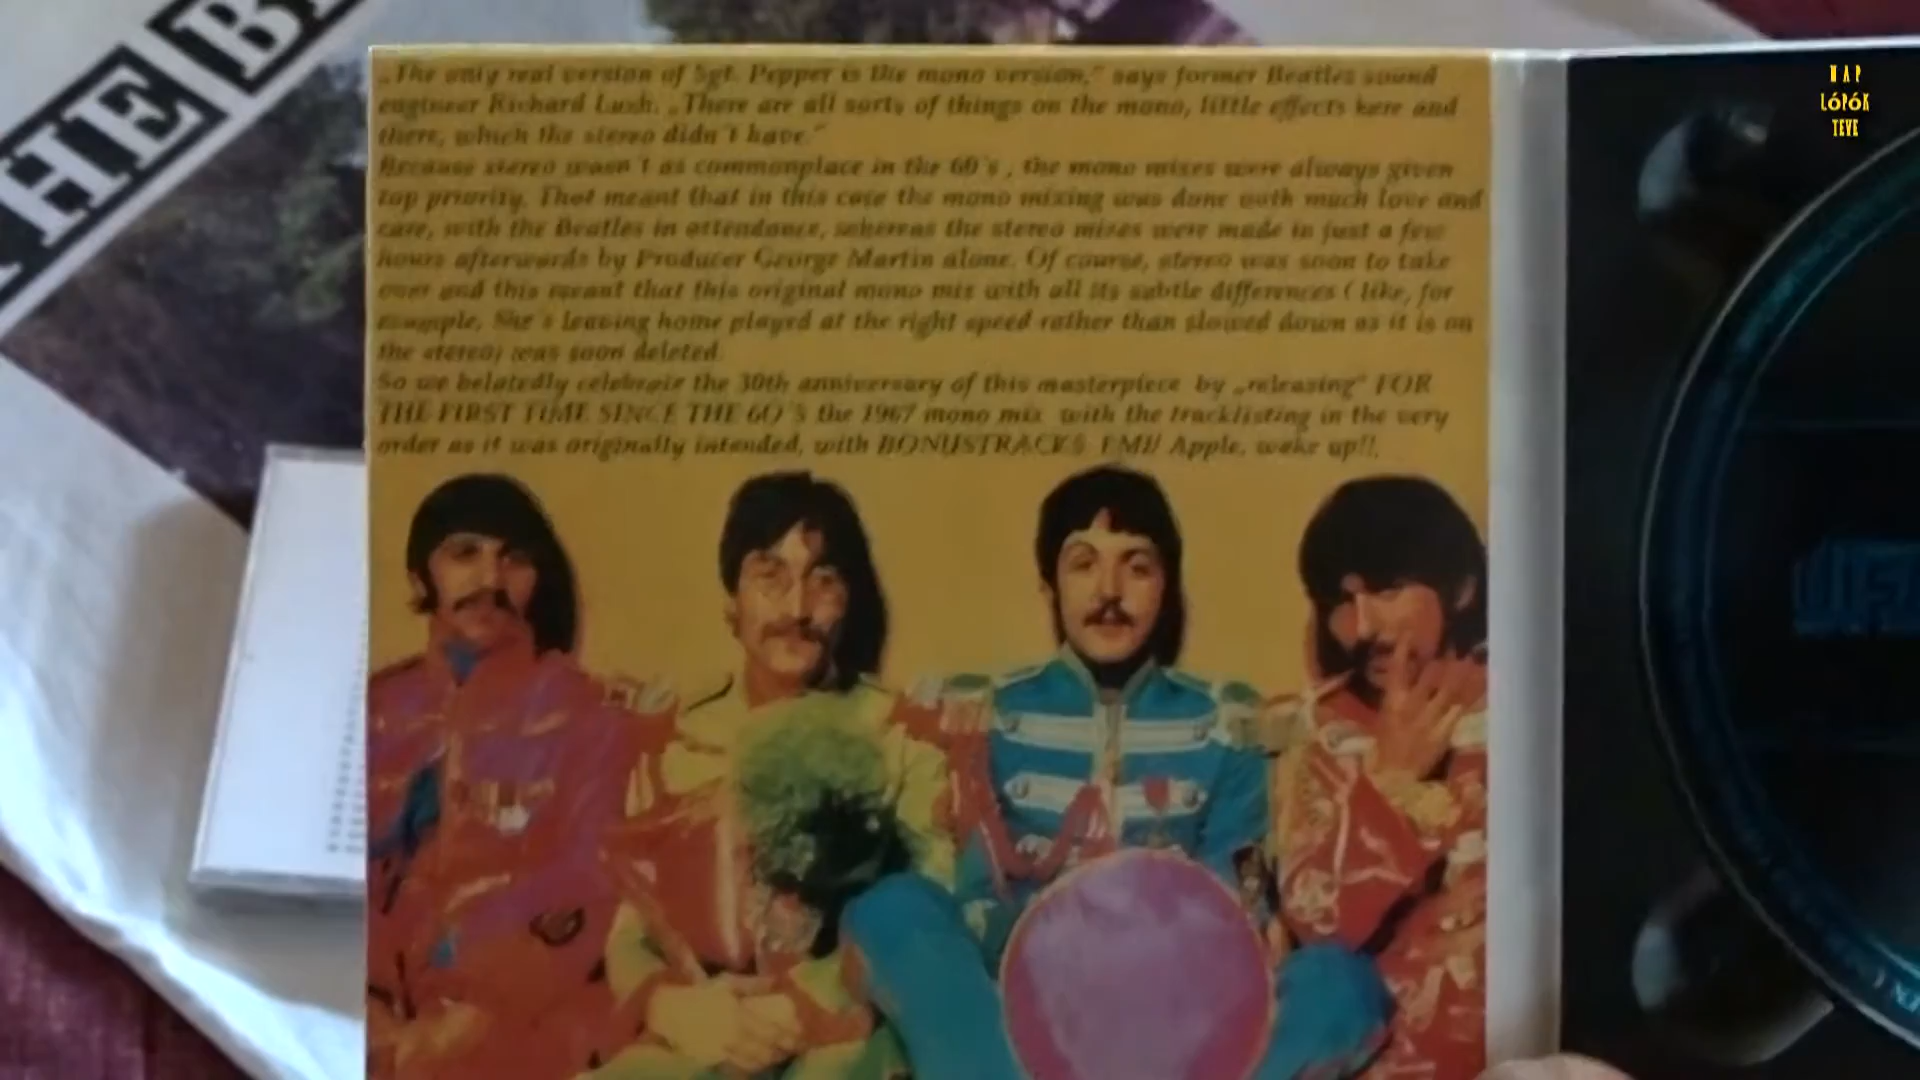 THE B
NAP
LÓPÓK
TEVE
„The only real version of Sgt. Pepper is the mono version,“ says former Beatles sound
engineer Richard Lush. „There are all sorts of things on the mono, little effects here and
there, which the stereo didn´t have.“
Because stereo wasn´t as commonplace in the 60´s , the mono mixes were always given
top priority. That meant that in this case the mono mixing was done with much love and
care, with the Beatles in attendance, whereas the stereo mixes were made in just a few
hours afterwards by Producer George Martin alone. Of course, stereo was soon to take
over and this meant that this original mono mix with all its subtle differences ( like, for
example, She´s leaving home played at the right speed rather than slowed down as it is on
the stereo) was soon deleted.
So we belatedly celebrate the 30th anniversary of this masterpiece by „releasing“ FOR
THE FIRST TIME SINCE THE 60´S the 1967 mono mix with the tracklisting in the very
order as it was originally intended, with BONUSTRACKS EMI/ Apple, wake up!!.